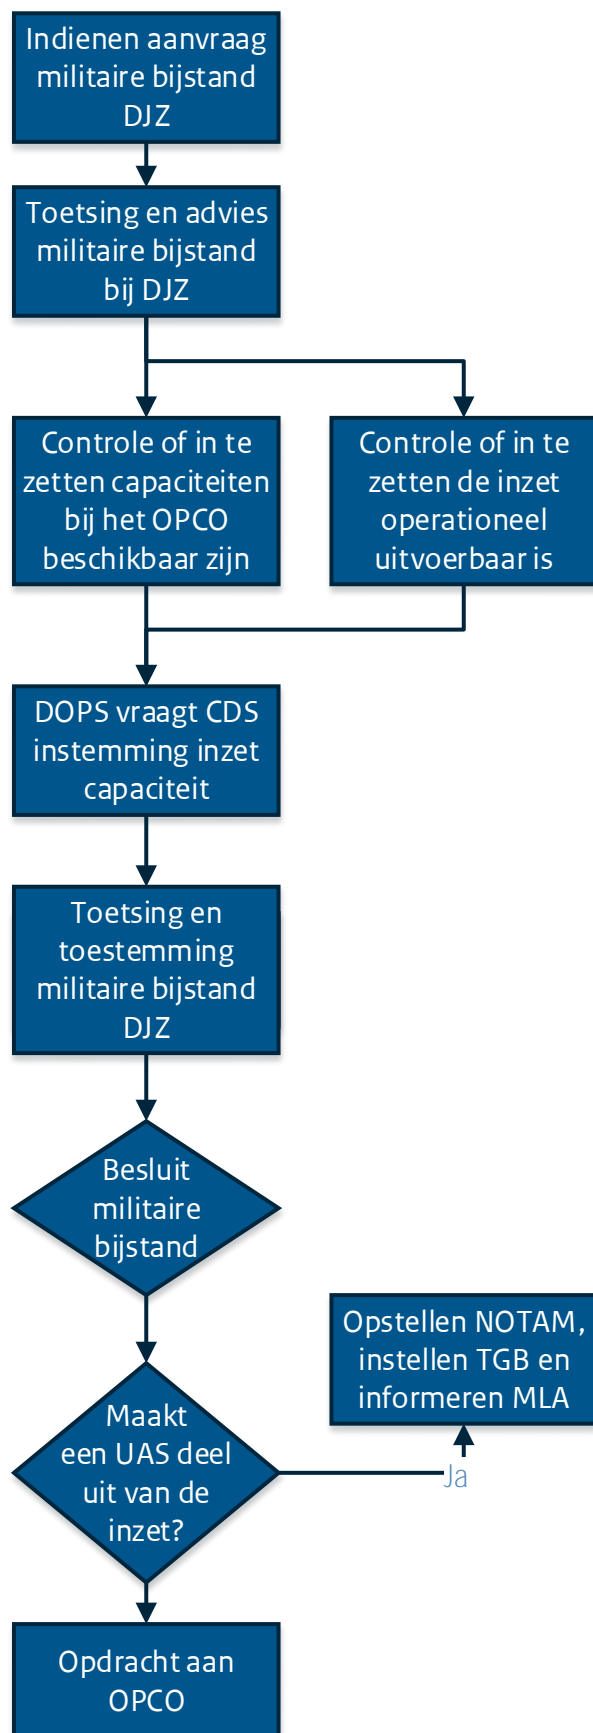 Indienen aanvraag
militaire bijstand
DJZ
Toetsing en advies
militaire bijstand
bij DJZ
Controle of in te
zetten capaciteiten
bij het OPCO
beschikbaar zijn
Controle of in te
zetten de inzet
operationeel
uitvoerbaar is
DOPS vraagt CDS
instemming inzet
capaciteit
Toetsing en
toestemming
militaire bijstand
DJZ
Besluit
militaire
bijstand
Opstellen NOTAM,
instellen TGB en
informeren MLA
Maakt
een UAS deel
uit van de
inzet?
Ja
Opdracht aan
OPCO